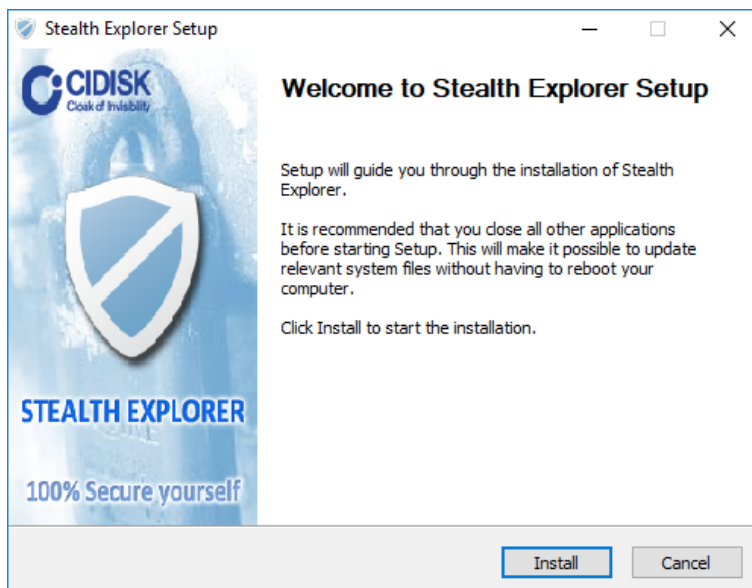 Stealth Explorer Setup
CIDISK
Cloak of Invisibility
STEALTH EXPLORER
100% Secure yourself
Welcome to Stealth Explorer Setup
Setup will guide you through the installation of Stealth
Explorer.
It is recommended that you close all other applications
before starting Setup. This will make it possible to update
relevant system files without having to reboot your
computer.
Click Install to start the installation.
Install
Cancel